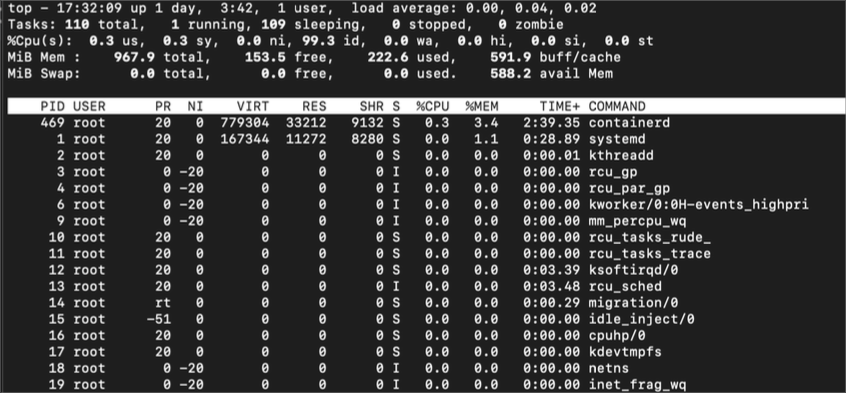 top - 17:32:09 up 1 day,  3:42,  1 user,  load average: 0.00, 0.04, 0.02
Tasks: 110 total,   1 running, 109 sleeping,   0 stopped,   0 zombie
%Cpu(s):  0.3 us,  0.3 sy,  0.0 ni, 99.3 id,  0.0 wa,  0.0 hi,  0.0 si,  0.0 st
MiB Mem :    967.9 total,    153.5 free,    222.6 used,    591.9 buff/cache
MiB Swap:      0.0 total,      0.0 free,      0.0 used.    588.2 avail Mem
PID USER      PR  NI    VIRT    RES    SHR S  %CPU  %MEM     TIME+ COMMAND
469 root      20   0  779304  33212   9132 S   0.3   3.4   2:39.35 containerd
1 root      20   0  167344  11272   8280 S   0.0   1.1   0:28.89 systemd
2 root      20   0       0      0      0 S   0.0   0.0   0:00.01 kthreadd
3 root       0 -20       0      0      0 I   0.0   0.0   0:00.00 rcu_gp
4 root       0 -20       0      0      0 I   0.0   0.0   0:00.00 rcu_par_gp
6 root       0 -20       0      0      0 I   0.0   0.0   0:00.00 kworker/0:0H-events_highpri
9 root       0 -20       0      0      0 I   0.0   0.0   0:00.00 mm_percpu_wq
10 root      20   0       0      0      0 S   0.0   0.0   0:00.00 rcu_tasks_rude_
11 root      20   0       0      0      0 S   0.0   0.0   0:00.00 rcu_tasks_trace
12 root      20   0       0      0      0 S   0.0   0.0   0:03.39 ksoftirqd/0
13 root      20   0       0      0      0 I   0.0   0.0   0:03.48 rcu_sched
14 root      rt   0       0      0      0 S   0.0   0.0   0:00.29 migration/0
15 root     -51   0       0      0      0 S   0.0   0.0   0:00.00 idle_inject/0
16 root      20   0       0      0      0 S   0.0   0.0   0:00.00 cpuhp/0
17 root      20   0       0      0      0 S   0.0   0.0   0:00.00 kdevtmpfs
18 root       0 -20       0      0      0 I   0.0   0.0   0:00.00 netns
19 root       0 -20       0      0      0 I   0.0   0.0   0:00.00 inet_frag_wq